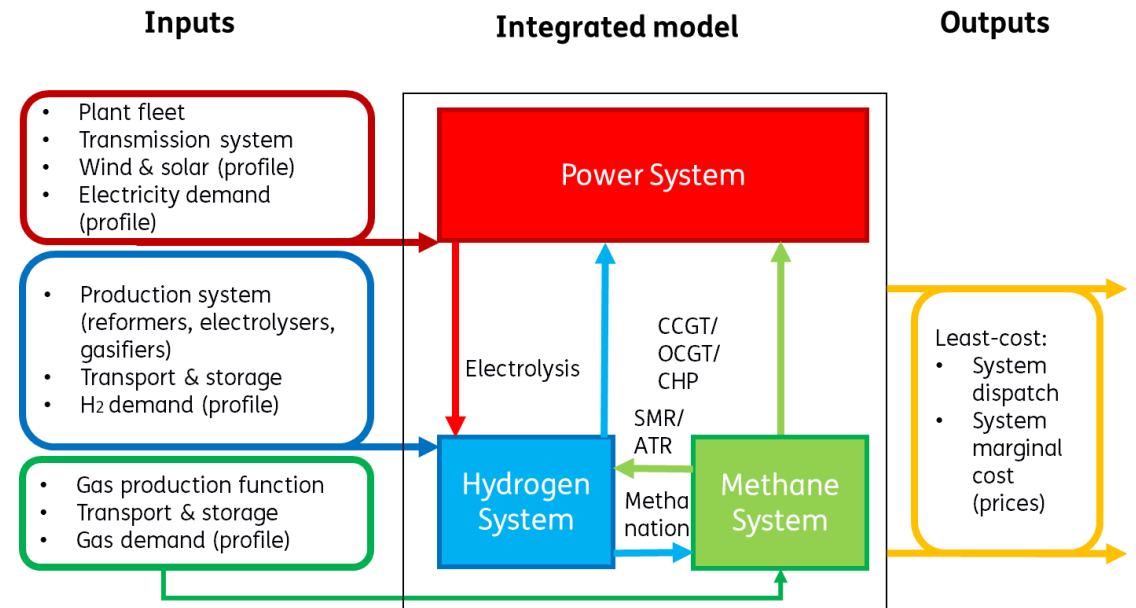 Inputs
Integrated model
Outputs
• Plant fleet
• Transmission system
• Wind & solar (profile)
• Electricity demand
(profile)
• Production system
(reformers, electrolysers,
gasifiers)
• Transport & storage
• H2 demand (profile)
• Gas production function
• Transport & storage
• Gas demand (profile)
Power System
Electrolysis
CCGT/
OCGT/
CHP
SMR/
ATR
Hydrogen
System
Metha
nation
Methane
System
Least-cost:
• System
dispatch
• System
marginal
cost
(prices)